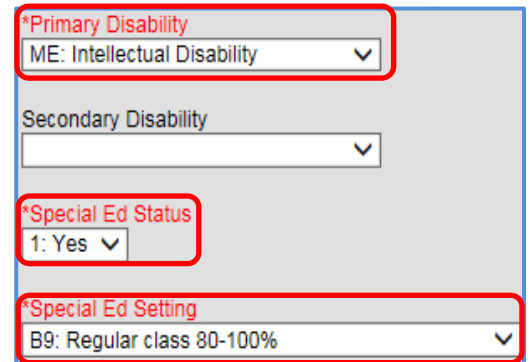 *Primary Disability
ME: Intellectual Disability
Secondary Disability
*Special Ed Status
1: Yes
*Special Ed Setting
B9: Regular class 80-100%